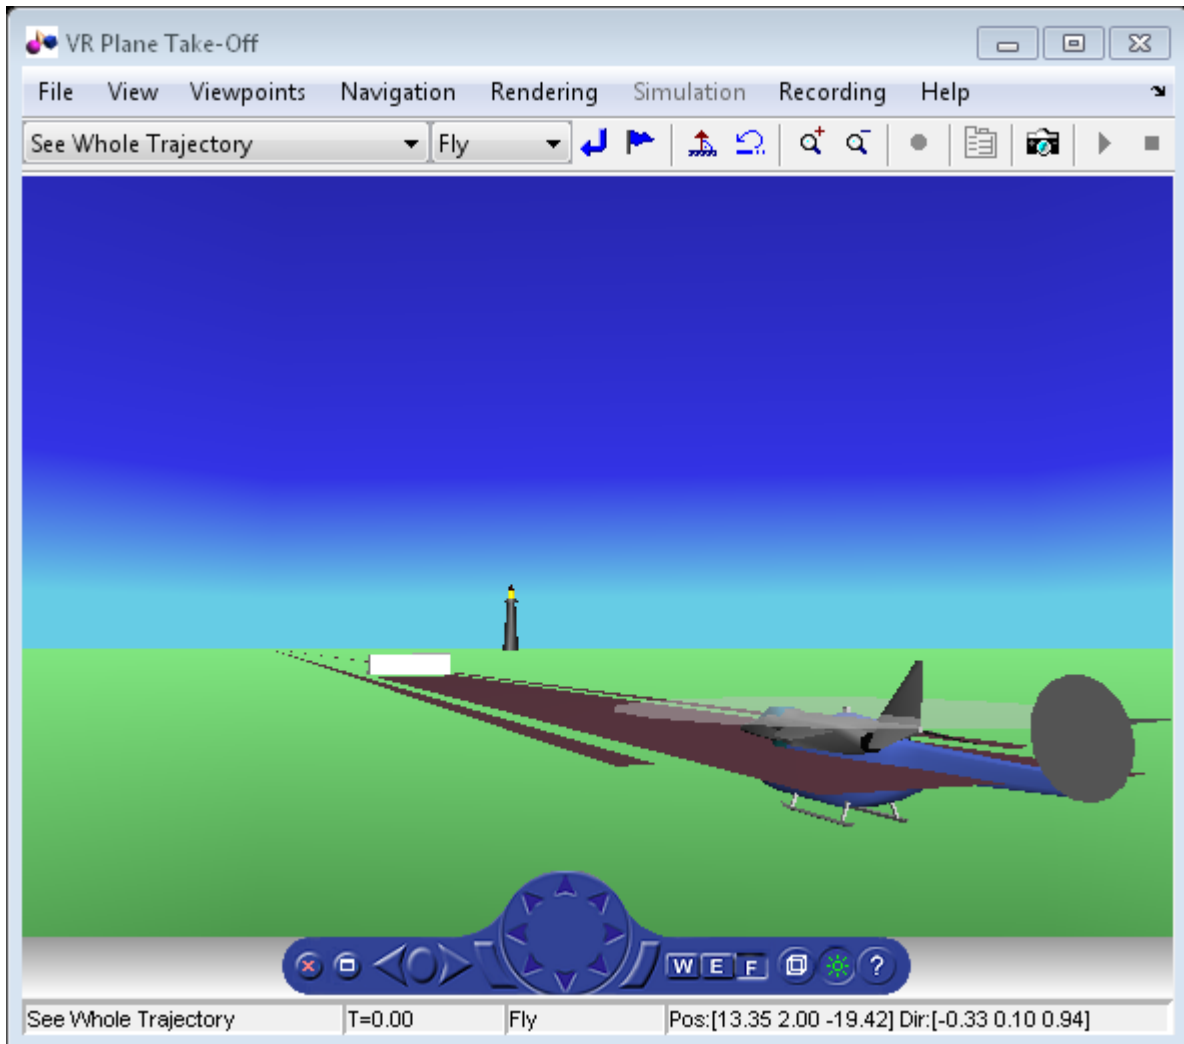 VR Plane Take-Off
File View Viewpoints Navigation Rendering Simulation Recording Help
See Whole Trajectory Fly
W E F ?
See Whole Trajectory T=0.00 Fly Pos:[13.35 2.00 -19.42] Dir:[-0.33 0.10 0.94]